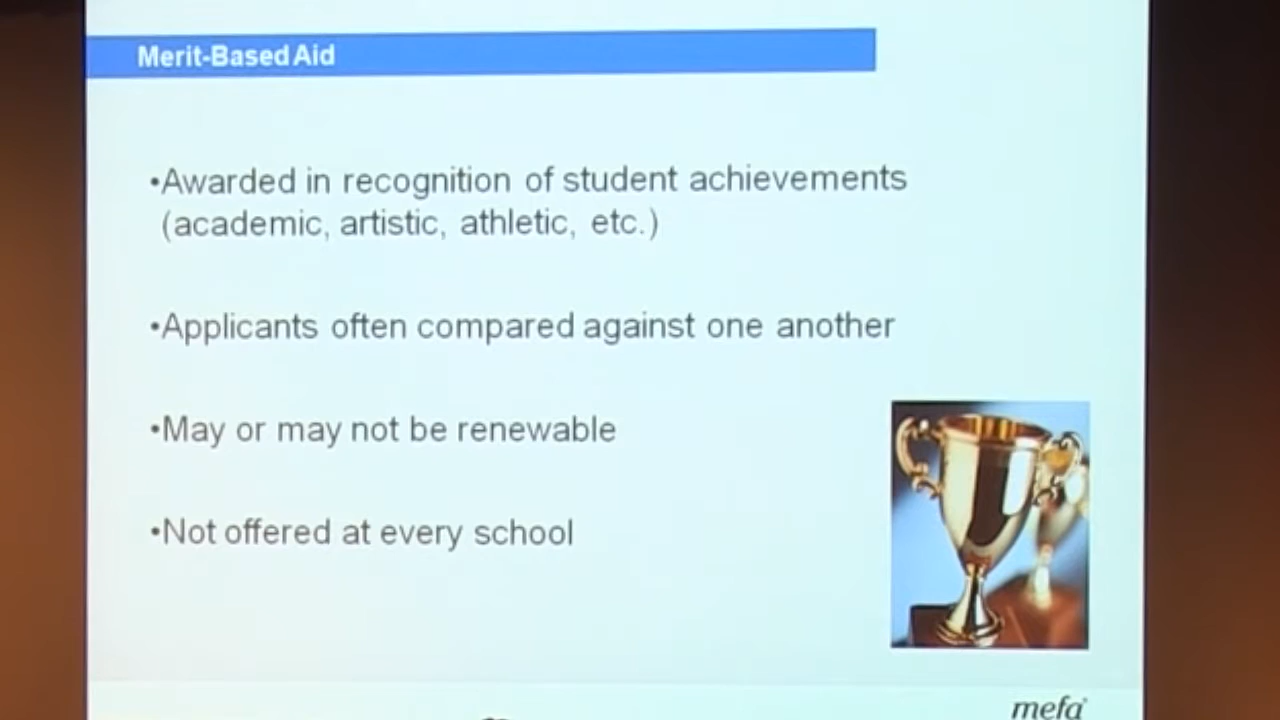 Merit-Based Aid
•Awarded in recognition of student achievements
(academic, artistic, athletic, etc.)
•Applicants often compared against one another
•May or may not be renewable
•Not offered at every school
mefa